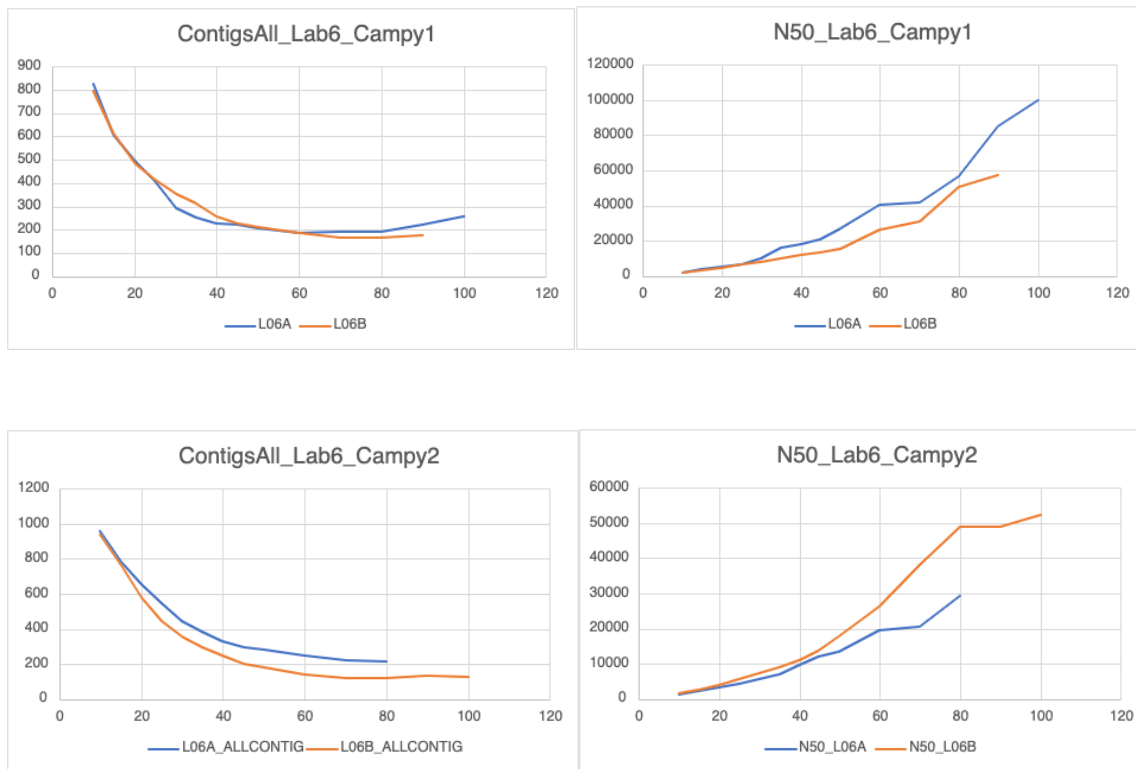 ContigsAll_Lab6_Campy1
900
800
700
600
500
400
300
200
100
0
0 20 40 60 80 100 120
L06A L06B
N50_Lab6_Campy1
120000
100000
80000
60000
40000
20000
0
0 20 40 60 80 100 120
L06A L06B
ContigsAll_Lab6_Campy2
1200
1000
800
600
400
200
0
0 20 40 60 80 100 120
L06A_ALLCONTIG L06B_ALLCONTIG
N50_Lab6_Campy2
60000
50000
40000
30000
20000
10000
0
0 20 40 60 80 100 120
N50_L06A N50_L06B